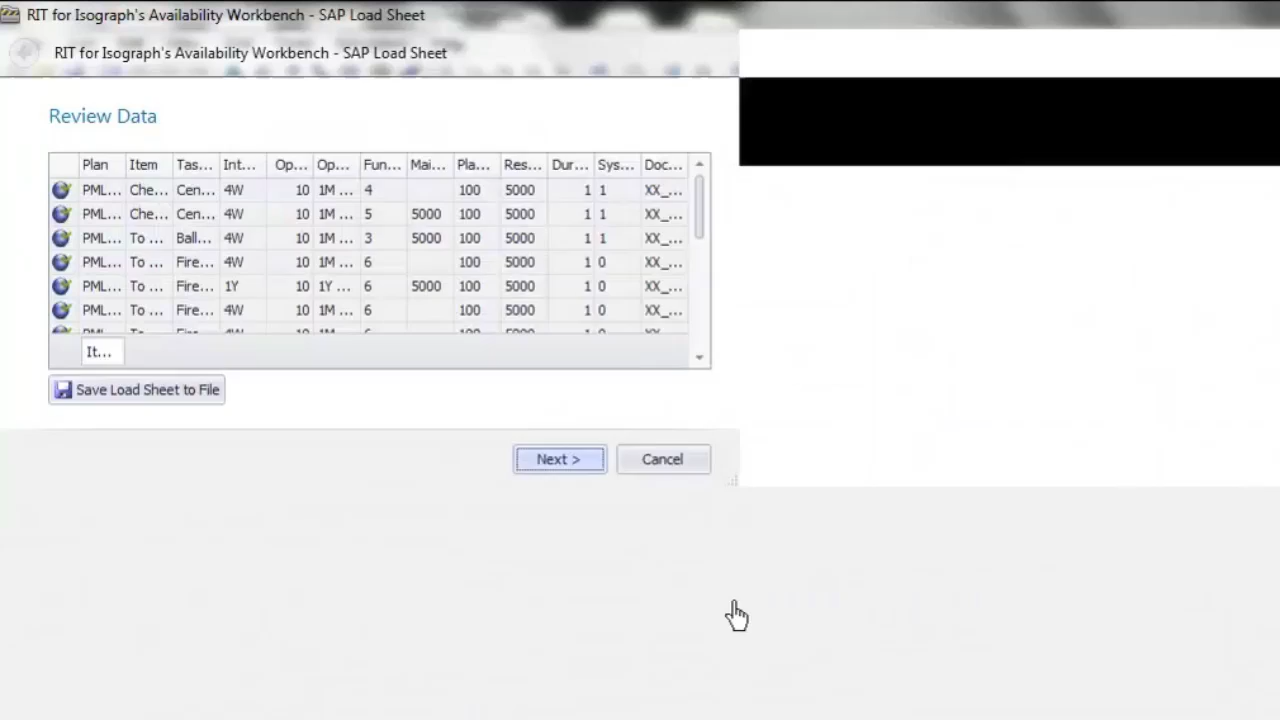 RIT for Isograph's Availability Workbench - SAP Load Sheet
RIT for Isograph's Availability Workbench - SAP Load Sheet
Review Data
Plan Item Tas... Int... Op... Op... Fun... Mai... Pla... Res... Dur... Sys... Doc...
PML... Che... Cen... 4W 10 1M ... 4 100 5000 1 1 XX_...
PML... Che... Cen... 4W 10 1M ... 5 5000 100 5000 1 1 XX_...
PML... To ... Ball... 4W 10 1M ... 3 5000 100 5000 1 1 XX_...
PML... To ... Fire... 4W 10 1M ... 6 100 5000 1 0 XX_...
PML... To ... Fire... 1Y 10 1Y ... 6 5000 100 5000 1 0 XX_...
PML... To ... Fire... 4W 10 1M ... 6 100 5000 1 0 XX_...
It...
Save Load Sheet to File
Next > Cancel